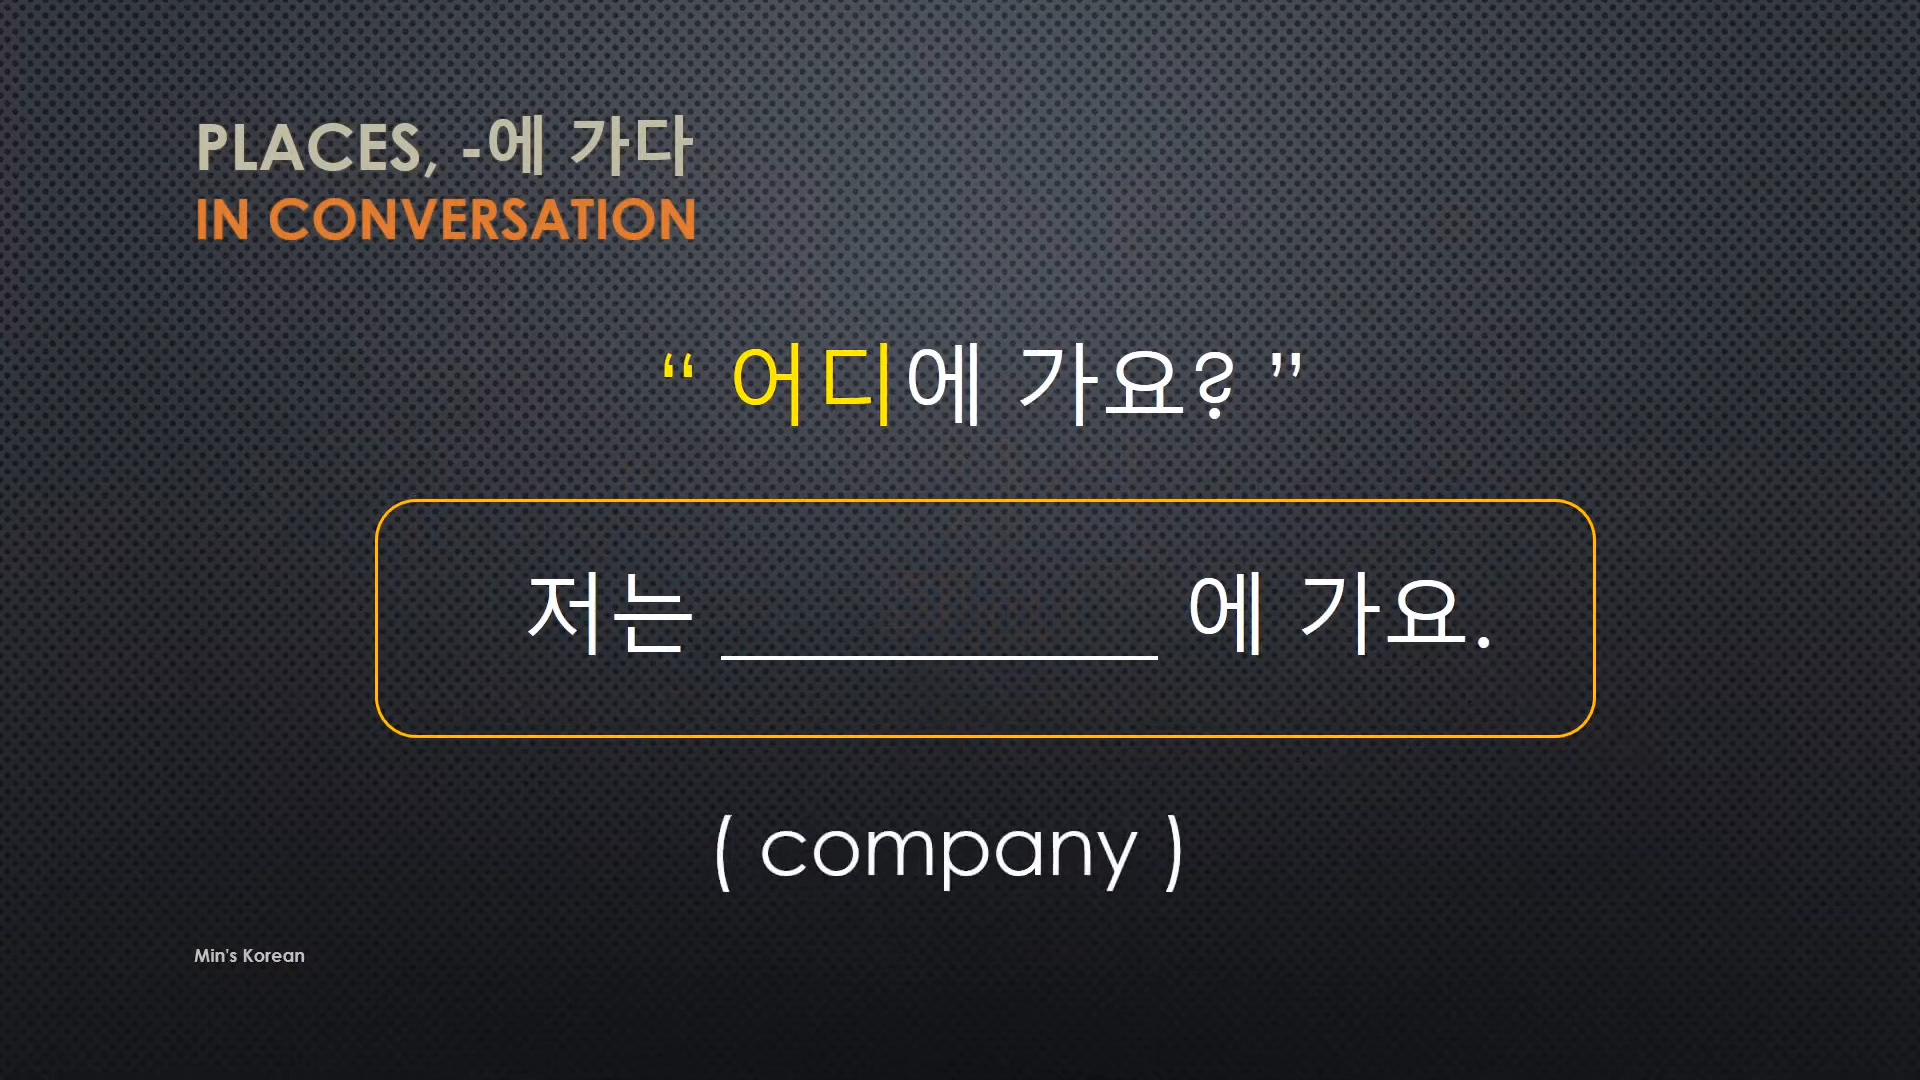 PLACES, -에 가다
IN CONVERSATION
“ 어디에 가요? ”
저는 __________ 에 가요.
( company )
Min's Korean